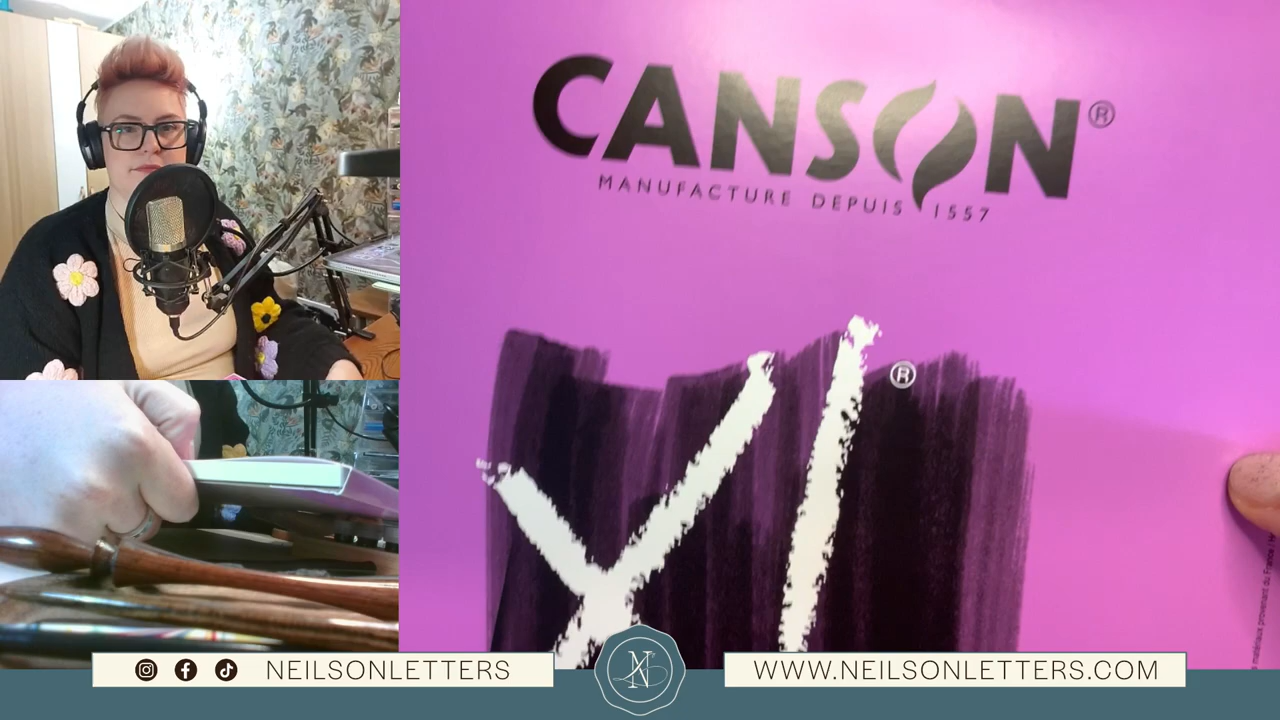 CANSON®
MANUFACTURE DEPUIS 1557
XL®
NEILSONLETTERS
N
WWW.NEILSONLETTERS.COM